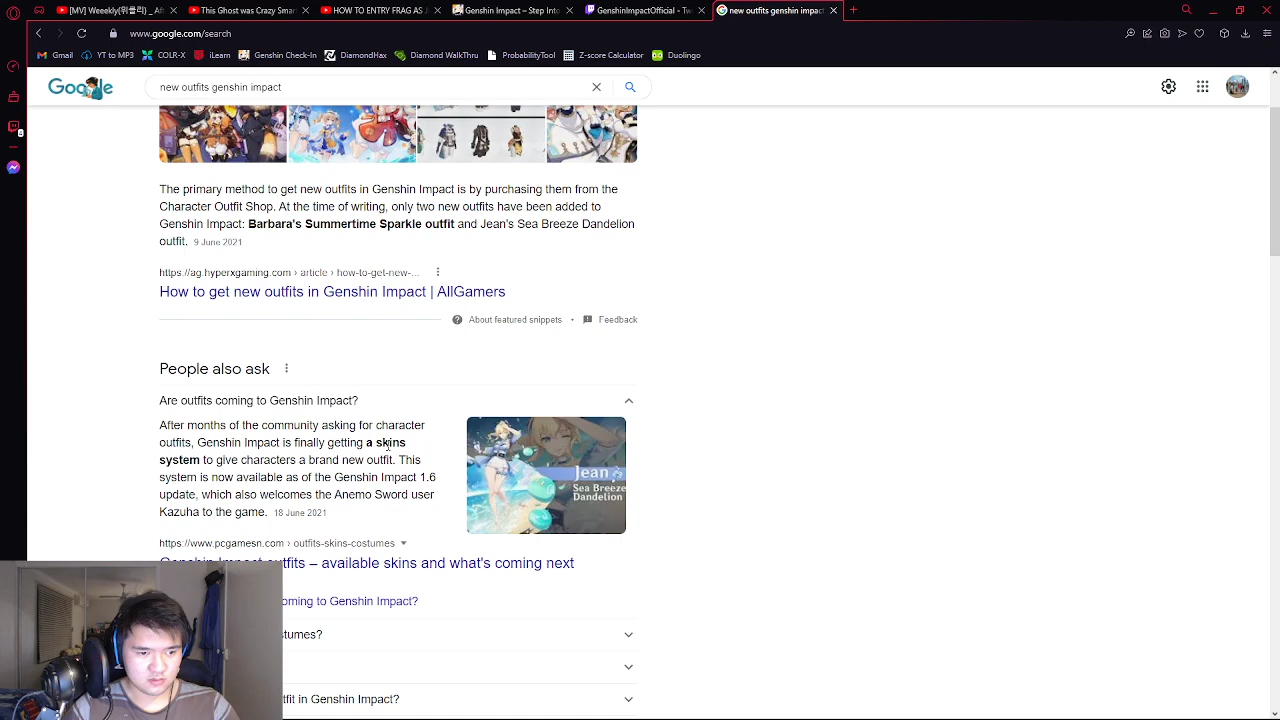 [MV] Weekly(위클리) _ Aft
This Ghost was Crazy Smar
HOW TO ENTRY FRAG AS J
Genshin Impact – Step Into
GenshinImpactOfficial - Tw
new outfits genshin impact
www.google.com/search
Gmail
YT to MP3
COLR-X
iLearn
Genshin Check-In
DiamondHax
Diamond WalkThru
ProbabilityTool
Z-score Calculator
Duolingo
Google
new outfits genshin impact
The primary method to get new outfits in Genshin Impact is by purchasing them from the
Character Outfit Shop. At the time of writing, only two new outfits have been added to
Genshin Impact: Barbara's Summertime Sparkle outfit and Jean's Sea Breeze Dandelion
outfit. 9 June 2021
https://ag.hyperxgaming.com › article › how-to-get-new-...
How to get new outfits in Genshin Impact | AllGamers
About featured snippets • Feedback
People also ask
Are outfits coming to Genshin Impact?
After months of the community asking for character
outfits, Genshin Impact is finally getting a skins
system to give characters a brand new outfit. This
system is now available as of the Genshin Impact 1.6
update, which also welcomes the Anemo Sword user
Kazuha to the game. 18 June 2021
Jean
Sea Breeze
Dandelion
https://www.pcgamesn.com › outfits-skins-costumes
Genshin Impact outfits – available skins and what's coming next
oming to Genshin Impact?
stumes?
tfit in Genshin Impact?